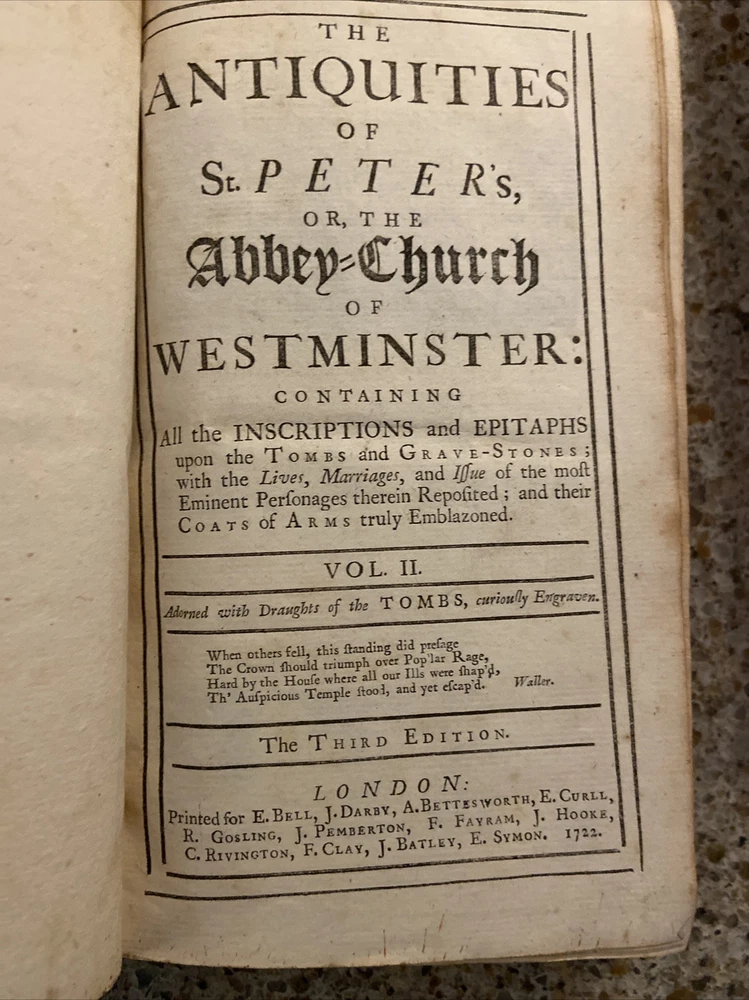 THE
ANTIQUITIES
OF
St. PETER's,
OR, THE
Abbey=Church
OF
WESTMINSTER:
CONTAINING
All the INSCRIPTIONS and EPITAPHS
upon the TOMBS and GRAVE-STONES;
with the Lives, Marriages, and Iſſue of the moſt
Eminent Perſonages therein Repoſited; and their
COATS of ARMS truly Emblazoned.
VOL. II.
Adorned with Draughts of the TOMBS, curiouſly Engraven.
When others fell, this ſtanding did preſage
The Crown ſhould triumph over Pop'lar Rage,
Hard by the Houſe where all our Ills were ſhap'd,
Th' Auſpicious Temple ſtood, and yet eſcap'd. Waller.
The THIRD EDITION.
LONDON:
Printed for E. BELL, J. DARBY, A. BETTESWORTH, E. CURLL,
R. GOSLING, J. PEMBERTON, F. FAYRAM, J. HOOKE,
C. RIVINGTON, F. CLAY, J. BATLEY, E. SYMON. 1722.